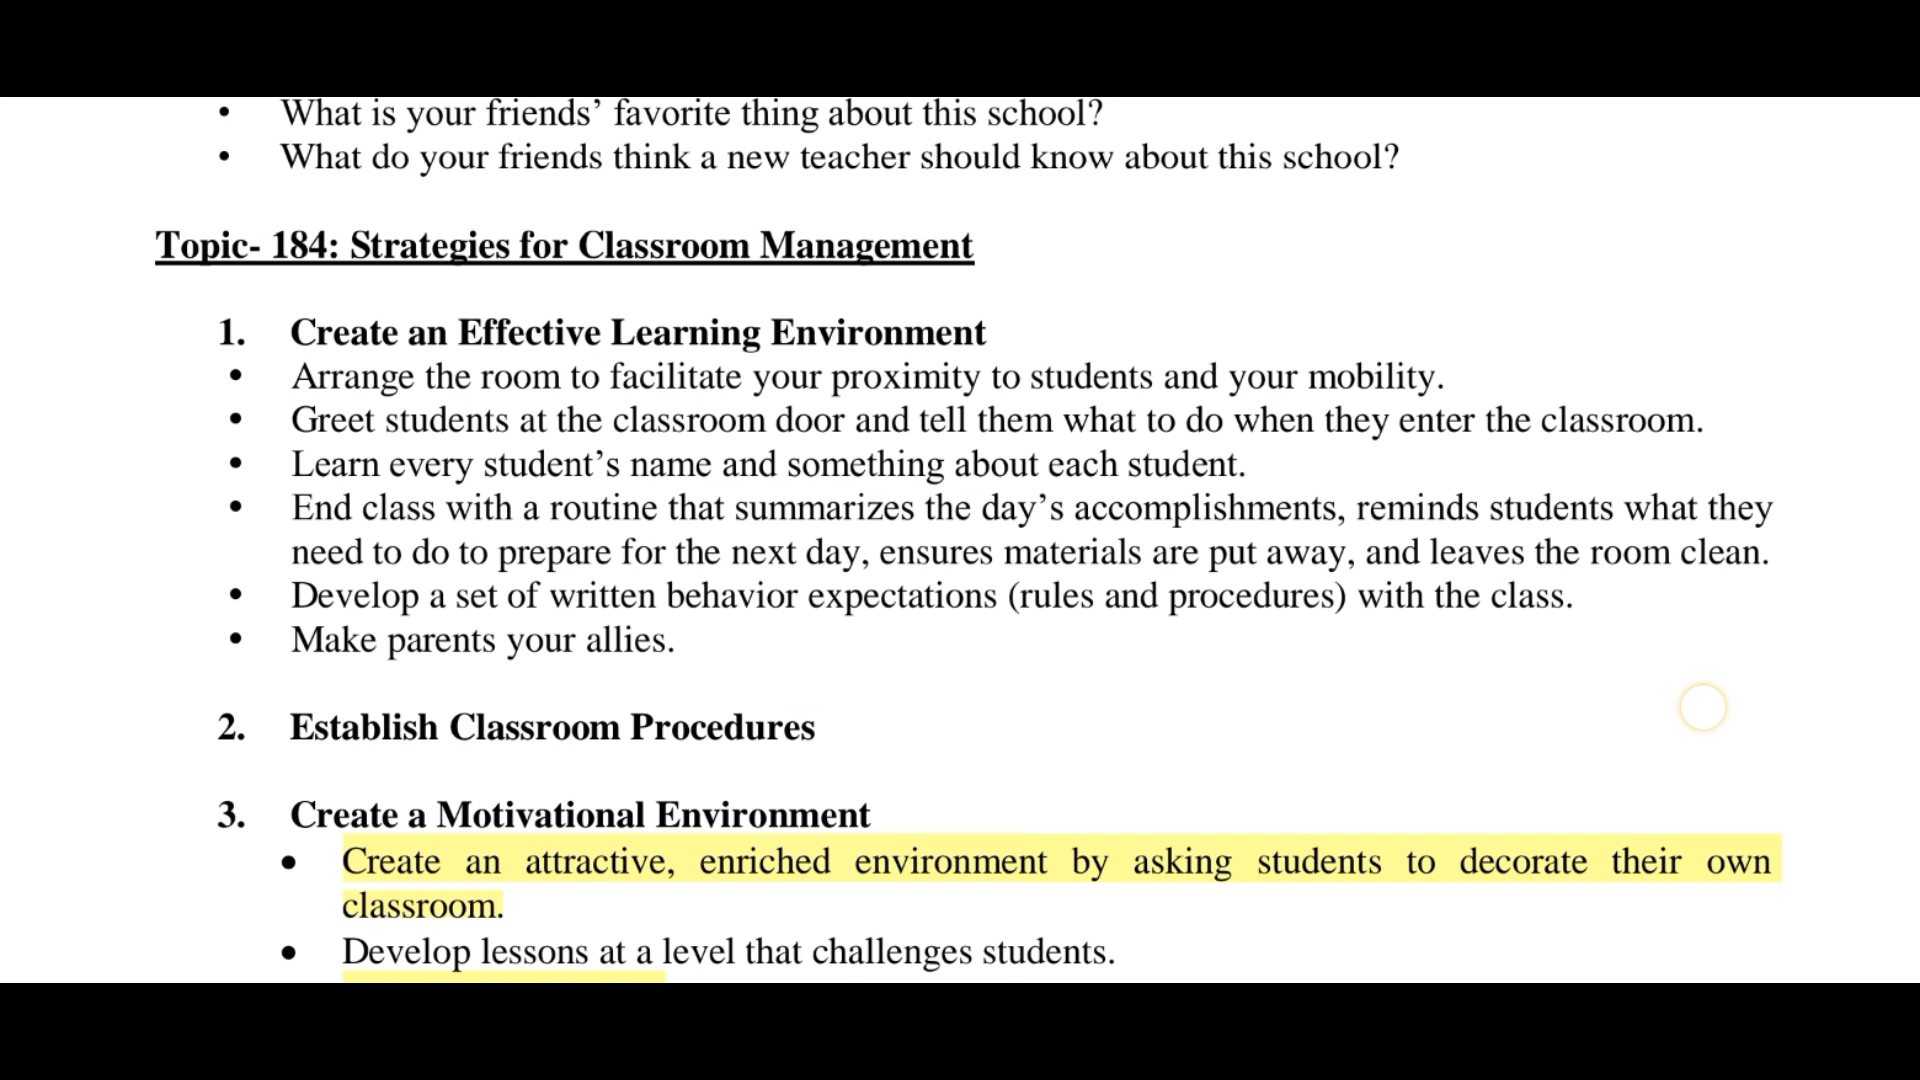 • What is your friends’ favorite thing about this school?
• What do your friends think a new teacher should know about this school?
Topic- 184: Strategies for Classroom Management
1. Create an Effective Learning Environment
• Arrange the room to facilitate your proximity to students and your mobility.
• Greet students at the classroom door and tell them what to do when they enter the classroom.
• Learn every student’s name and something about each student.
• End class with a routine that summarizes the day’s accomplishments, reminds students what they
need to do to prepare for the next day, ensures materials are put away, and leaves the room clean.
• Develop a set of written behavior expectations (rules and procedures) with the class.
• Make parents your allies.
2. Establish Classroom Procedures
3. Create a Motivational Environment
• Create an attractive, enriched environment by asking students to decorate their own
classroom.
• Develop lessons at a level that challenges students.